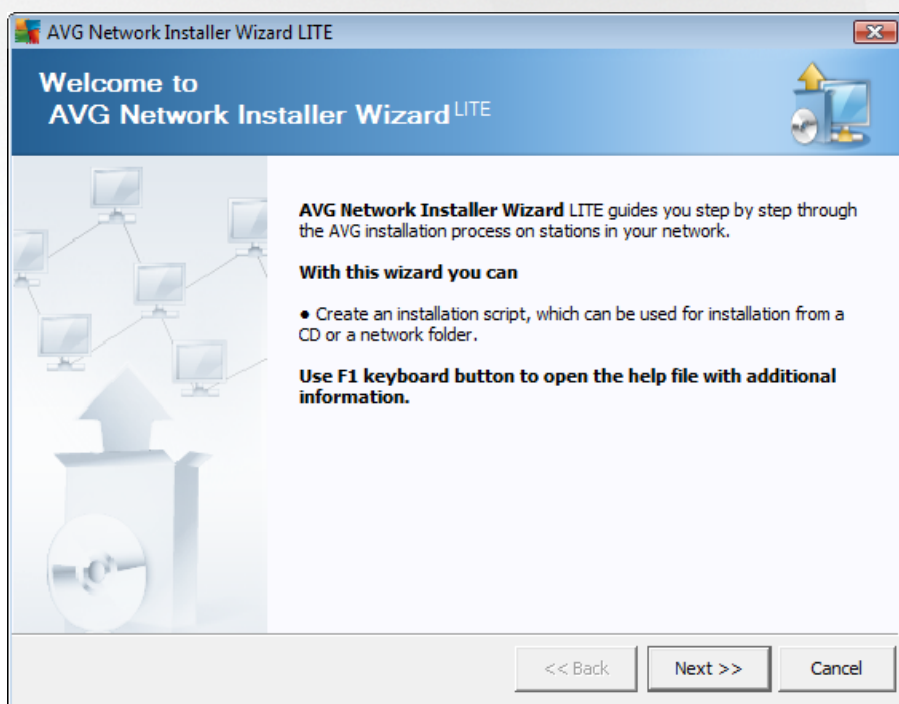 AVG Network Installer Wizard LITE
Welcome to
AVG Network Installer Wizard LITE
AVG Network Installer Wizard LITE guides you step by step through
the AVG installation process on stations in your network.
With this wizard you can
● Create an installation script, which can be used for installation from a
CD or a network folder.
Use F1 keyboard button to open the help file with additional
information.
<< Back
Next >>
Cancel